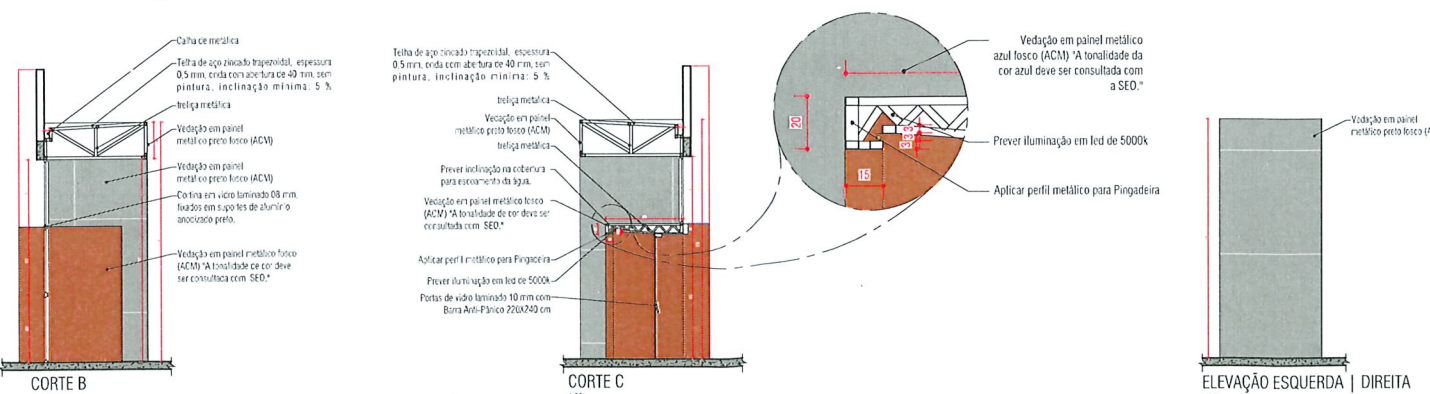 Calha de metálica
Telha de aço zincado trapezoidal, espessura
0,5 mm, onda com abertura de 40 mm, sem
pintura, inclinação mínima: 5 %
treliça metálica
Vedação em painel
metálico preto fosco (ACM)
Vedação em painel
metálico preto fosco (ACM)
Cortina em vidro laminado 08 mm,
fixados em suportes de alumínio
anodizado preto.
Vedação em painel metálico fosco
(ACM) "A tonalidade de cor deve
ser consultada com SEO."
CORTE B
Telha de aço zincado trapezoidal, espessura
0,5 mm, onda com abertura de 40 mm, sem
pintura, inclinação mínima: 5 %
treliça metálica
Vedação em painel
metálico preto fosco (ACM)
treliça metálica
Prever inclinação na cobertura
para escoamento da água.
Vedação em painel metálico fosco
(ACM) "A tonalidade de cor deve ser
consultada com SEO."
Aplicar perfil metálico para Pingadeira
Prever iluminação em led de 5000k
Portas de vidro laminado 10 mm com
Barra Anti-Pânico 220X240 cm
CORTE C
Vedação em painel metálico
azul fosco (ACM) "A tonalidade da
cor azul deve ser consultada com
a SEO."
20
3
3
3
15
Prever iluminação em led de 5000k
Aplicar perfil metálico para Pingadeira
Vedação em painel
metálico preto fosco (A
ELEVAÇÃO ESQUERDA | DIREITA